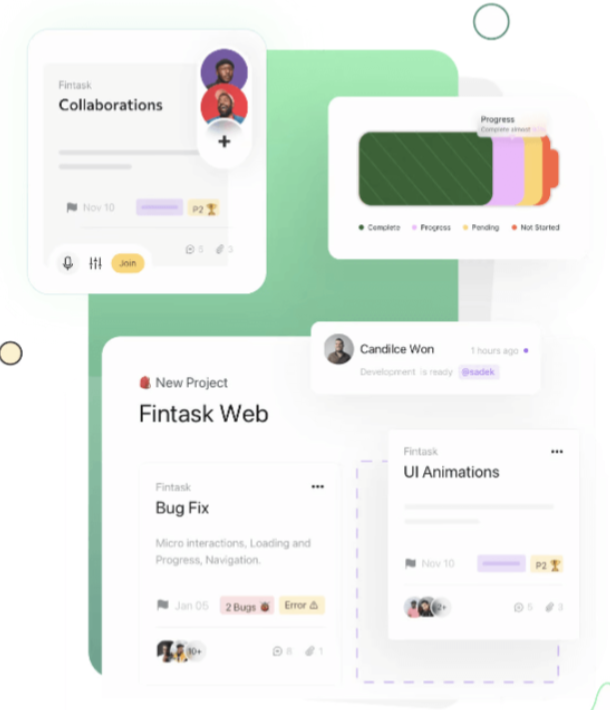 Fintask
Collaborations
+
Nov 10
P2
5
3
Join
Progress
Complete almost
Complete
Progress
Pending
Not Started
Candilce Won
1 hours ago
Development is ready @sadek
New Project
Fintask Web
Fintask
Bug Fix
Micro interactions, Loading and
Progress, Navigation.
Jan 05
2 Bugs
Error
10+
8
1
Fintask
UI Animations
Nov 10
P2
2+
5
3